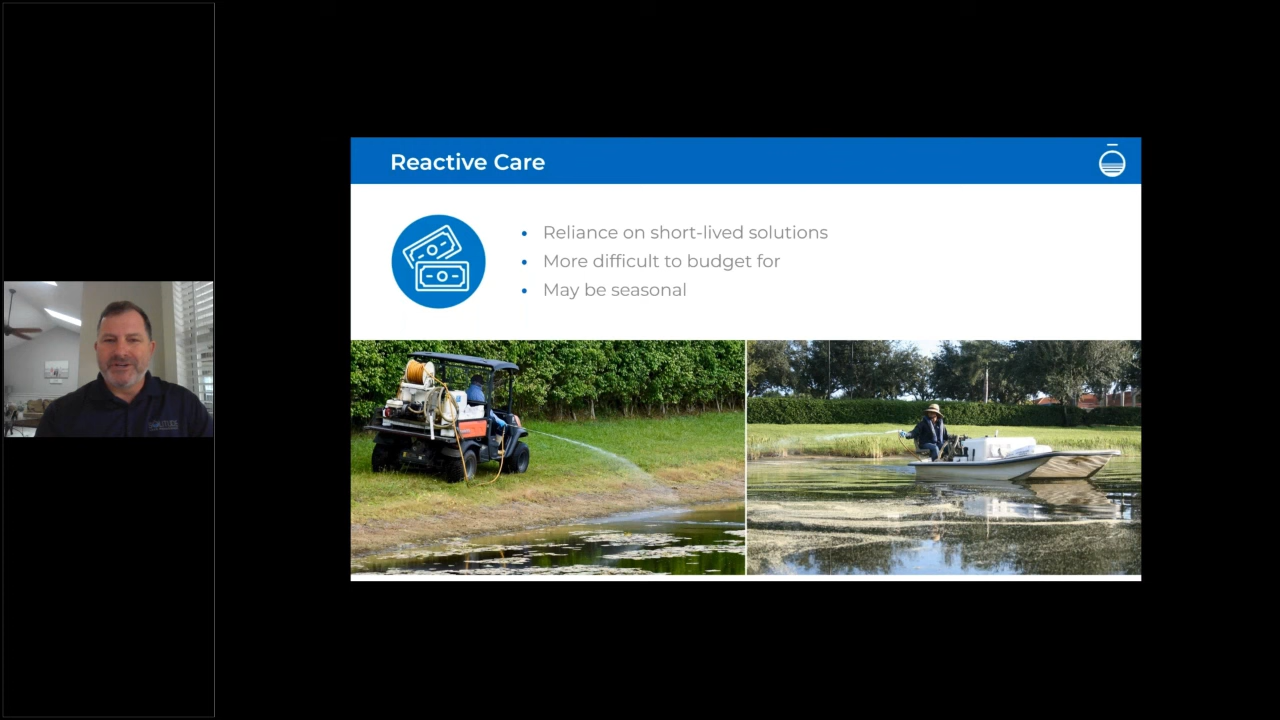 Reactive Care
• Reliance on short-lived solutions
• More difficult to budget for
• May be seasonal